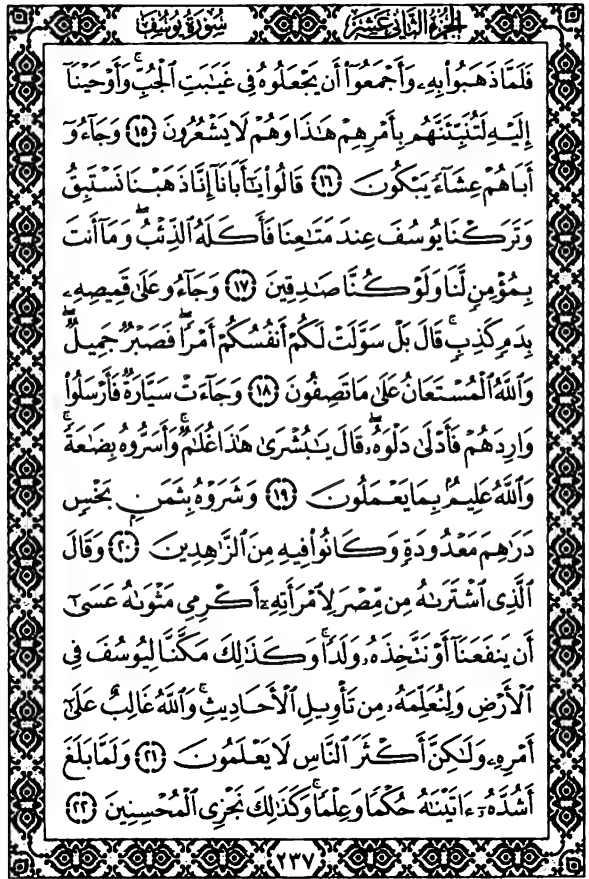 الجزء الثاني عشر سورة يوسف
فَلَمَّا ذَهَبُوا۟ بِهِۦ وَأَجْمَعُوٓا۟ أَن يَجْعَلُوهُ فِى غَيَٰبَتِ ٱلْجُبِّ ۚ وَأَوْحَيْنَآ
إِلَيْهِ لَتُنَبِّئَنَّهُم بِأَمْرِهِمْ هَٰذَا وَهُمْ لَا يَشْعُرُونَ ١٥ وَجَآءُوٓ
أَبَاهُمْ عِشَآءً يَبْكُونَ ١٦ قَالُوا۟ يَٰٓأَبَانَآ إِنَّا ذَهَبْنَا نَسْتَبِقُ
وَتَرَكْنَا يُوسُفَ عِندَ مَتَٰعِنَا فَأَكَلَهُ ٱلذِّئْبُ ۖ وَمَآ أَنتَ
بِمُؤْمِنٍ لَّنَا وَلَوْ كُنَّا صَٰدِقِينَ ١٧ وَجَآءُو عَلَىٰ قَمِيصِهِۦ
بِدَمٍ كَذِبٍ ۚ قَالَ بَلْ سَوَّلَتْ لَكُمْ أَنفُسُكُمْ أَمْرًا ۖ فَصَبْرٌ جَمِيلٌ ۖ
وَٱللَّهُ ٱلْمُسْتَعَانُ عَلَىٰ مَا تَصِفُونَ ١٨ وَجَآءَتْ سَيَّارَةٌ فَأَرْسَلُوا۟
وَارِدَهُمْ فَأَدْلَىٰ دَلْوَهُۥ ۖ قَالَ يَٰبُشْرَىٰ هَٰذَا غُلَٰمٌ ۚ وَأَسَرُّوهُ بِضَٰعَةً ۚ
وَٱللَّهُ عَلِيمٌۢ بِمَا يَعْمَلُونَ ١٩ وَشَرَوْهُ بِثَمَنٍۭ بَخْسٍ
دَرَٰهِمَ مَعْدُودَةٍ وَكَانُوا۟ فِيهِ مِنَ ٱلزَّٰهِدِينَ ٢٠ وَقَالَ
ٱلَّذِى ٱشْتَرَىٰهُ مِن مِّصْرَ لِٱمْرَأَتِهِۦٓ أَكْرِمِى مَثْوَىٰهُ عَسَىٰٓ
أَن يَنفَعَنَآ أَوْ نَتَّخِذَهُۥ وَلَدًا ۚ وَكَذَٰلِكَ مَكَّنَّا لِيُوسُفَ فِى
ٱلْأَرْضِ وَلِنُعَلِّمَهُۥ مِن تَأْوِيلِ ٱلْأَحَادِيثِ ۚ وَٱللَّهُ غَالِبٌ عَلَىٰٓ
أَمْرِهِۦ وَلَٰكِنَّ أَكْثَرَ ٱلنَّاسِ لَا يَعْلَمُونَ ٢١ وَلَمَّا بَلَغَ
أَشُدَّهُۥٓ ءَاتَيْنَٰهُ حُكْمًا وَعِلْمًا ۚ وَكَذَٰلِكَ نَجْزِى ٱلْمُحْسِنِينَ ٢٢
٢٣٧